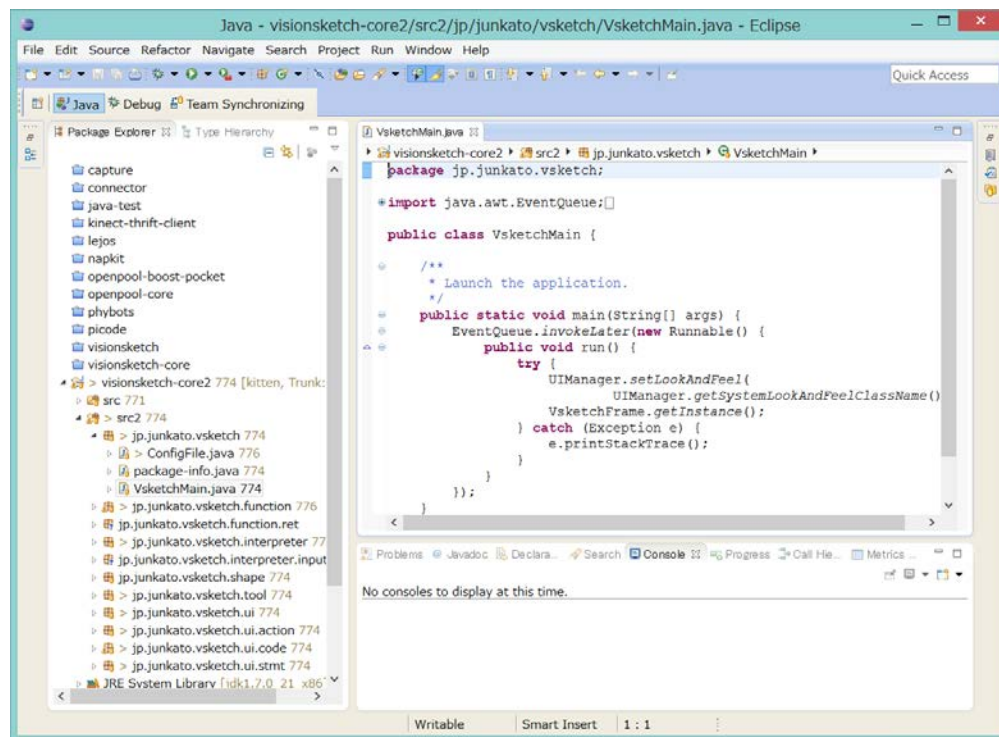 Java - visionsketch-core2/src2/jp/junkato/vsketch/VsketchMain.java - Eclipse
File Edit Source Refactor Navigate Search Project Run Window Help
Quick Access
Java Debug Team Synchronizing
Package Explorer Type Hierarchy
capture
connector
java-test
kinect-thrift-client
lejos
napkit
openpool-boost-pocket
openpool-core
phybots
picode
visionsketch
visionsketch-core
> visionsketch-core2 774 [kitten, Trunk:
src 771
> src2 774
> jp.junkato.vsketch 774
> ConfigFile.java 776
package-info.java 774
VsketchMain.java 774
> jp.junkato.vsketch.function 776
jp.junkato.vsketch.function.ret
> jp.junkato.vsketch.interpreter 77
jp.junkato.vsketch.interpreter.input
jp.junkato.vsketch.shape 774
> jp.junkato.vsketch.tool 774
> jp.junkato.vsketch.ui 774
> jp.junkato.vsketch.ui.action 774
> jp.junkato.vsketch.ui.code 774
> jp.junkato.vsketch.ui.stmt 774
JRE System Library [jdk1.7.0_21_x86
VsketchMain.java
visionsketch-core2 src2 jp.junkato.vsketch VsketchMain
package jp.junkato.vsketch;
import java.awt.EventQueue;
public class VsketchMain {
/**
* Launch the application.
*/
public static void main(String[] args) {
EventQueue.invokeLater(new Runnable() {
public void run() {
try {
UIManager.setLookAndFeel(
UIManager.getSystemLookAndFeelClassName()
VsketchFrame.getInstance();
} catch (Exception e) {
e.printStackTrace();
}
}
});
}
Problems @ Javadoc Declara... Search Console Progress Call Hie... Metrics ...
No consoles to display at this time.
Writable Smart Insert 1 : 1